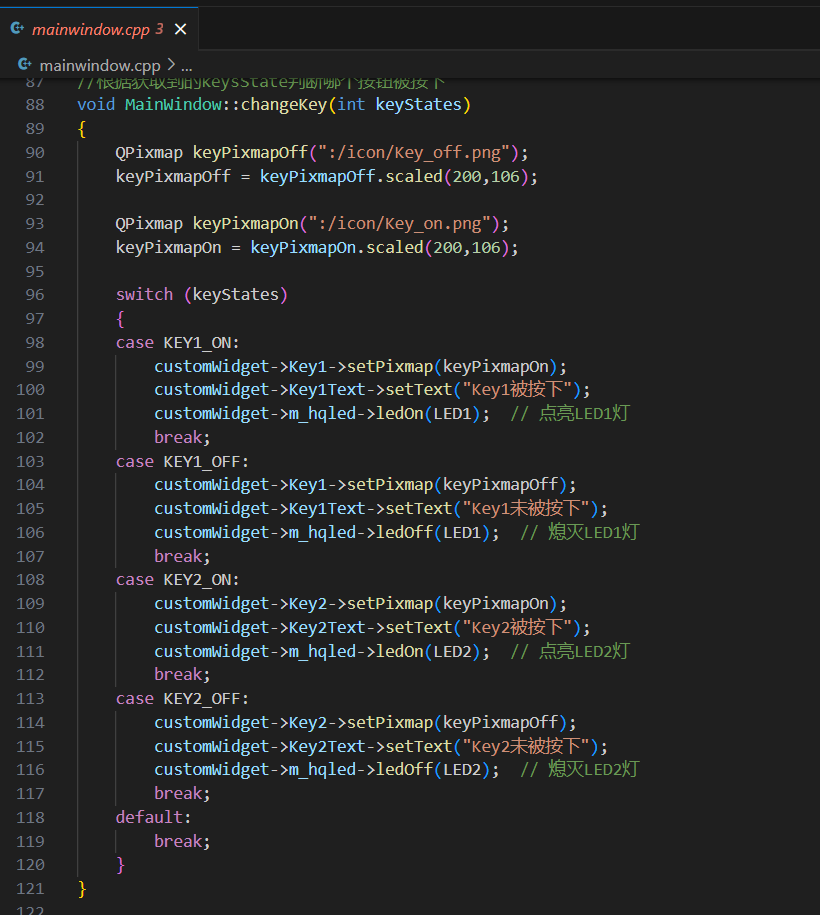 mainwindow.cpp 3 ×
mainwindow.cpp > ...
87 //根据获取到的keysState判断哪个按钮被按下
88 void MainWindow::changeKey(int keyStates)
89 {
90 QPixmap keyPixmapOff(":/icon/Key_off.png");
91 keyPixmapOff = keyPixmapOff.scaled(200,106);
92
93 QPixmap keyPixmapOn(":/icon/Key_on.png");
94 keyPixmapOn = keyPixmapOn.scaled(200,106);
95
96 switch (keyStates)
97 {
98 case KEY1_ON:
99 customWidget->Key1->setPixmap(keyPixmapOn);
100 customWidget->Key1Text->setText("Key1被按下");
101 customWidget->m_hqled->ledOn(LED1);  // 点亮LED1灯
102 break;
103 case KEY1_OFF:
104 customWidget->Key1->setPixmap(keyPixmapOff);
105 customWidget->Key1Text->setText("Key1未被按下");
106 customWidget->m_hqled->ledOff(LED1);  // 熄灭LED1灯
107 break;
108 case KEY2_ON:
109 customWidget->Key2->setPixmap(keyPixmapOn);
110 customWidget->Key2Text->setText("Key2被按下");
111 customWidget->m_hqled->ledOn(LED2);  // 点亮LED2灯
112 break;
113 case KEY2_OFF:
114 customWidget->Key2->setPixmap(keyPixmapOff);
115 customWidget->Key2Text->setText("Key2未被按下");
116 customWidget->m_hqled->ledOff(LED2);  // 熄灭LED2灯
117 break;
118 default:
119 break;
120 }
121 }
122